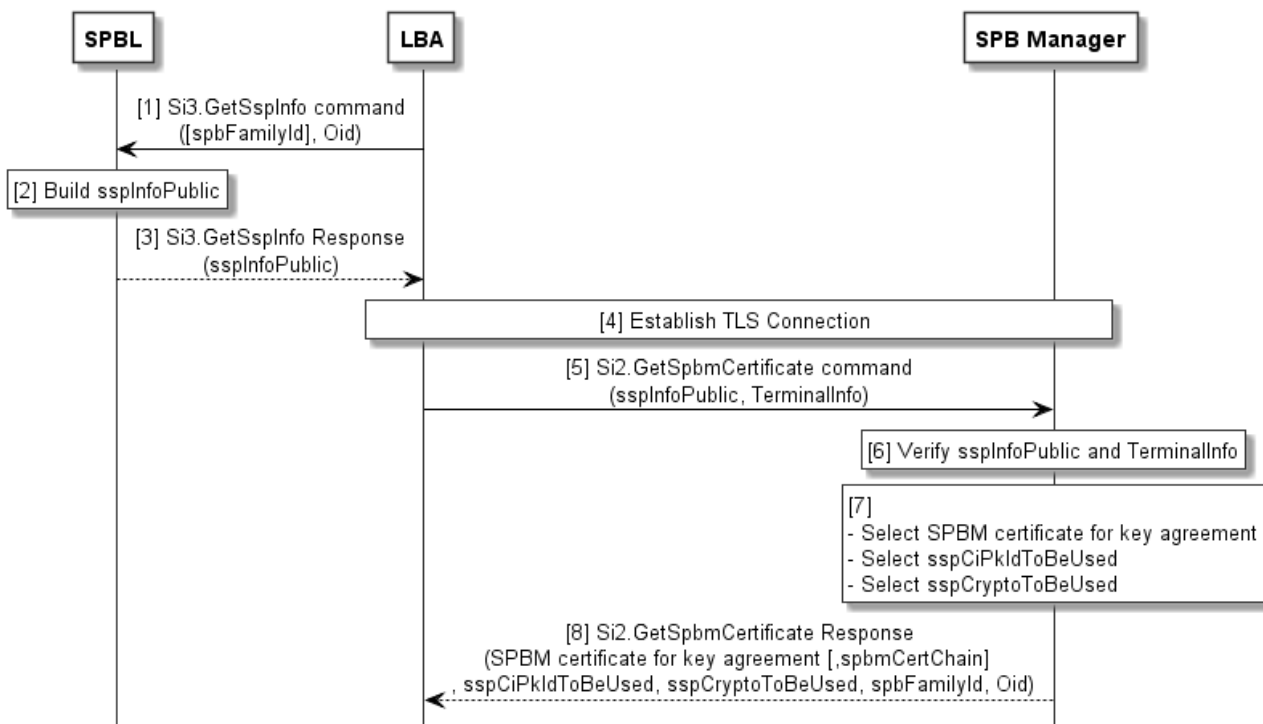 SPBL
LBA
SPB Manager
[1] Si3.GetSspInfo command
([spbFamilyId], Oid)
[2] Build sspInfoPublic
[3] Si3.GetSspInfo Response
(sspInfoPublic)
[4] Establish TLS Connection
[5] Si2.GetSpbmCertificate command
(sspInfoPublic, TerminalInfo)
[6] Verify sspInfoPublic and TerminalInfo
[7]
- Select SPBM certificate for key agreement
- Select sspCiPkIdToBeUsed
- Select sspCryptoToBeUsed
[8] Si2.GetSpbmCertificate Response
(SPBM certificate for key agreement [,spbmCertChain]
, sspCiPkIdToBeUsed, sspCryptoToBeUsed, spbFamilyId, Oid)